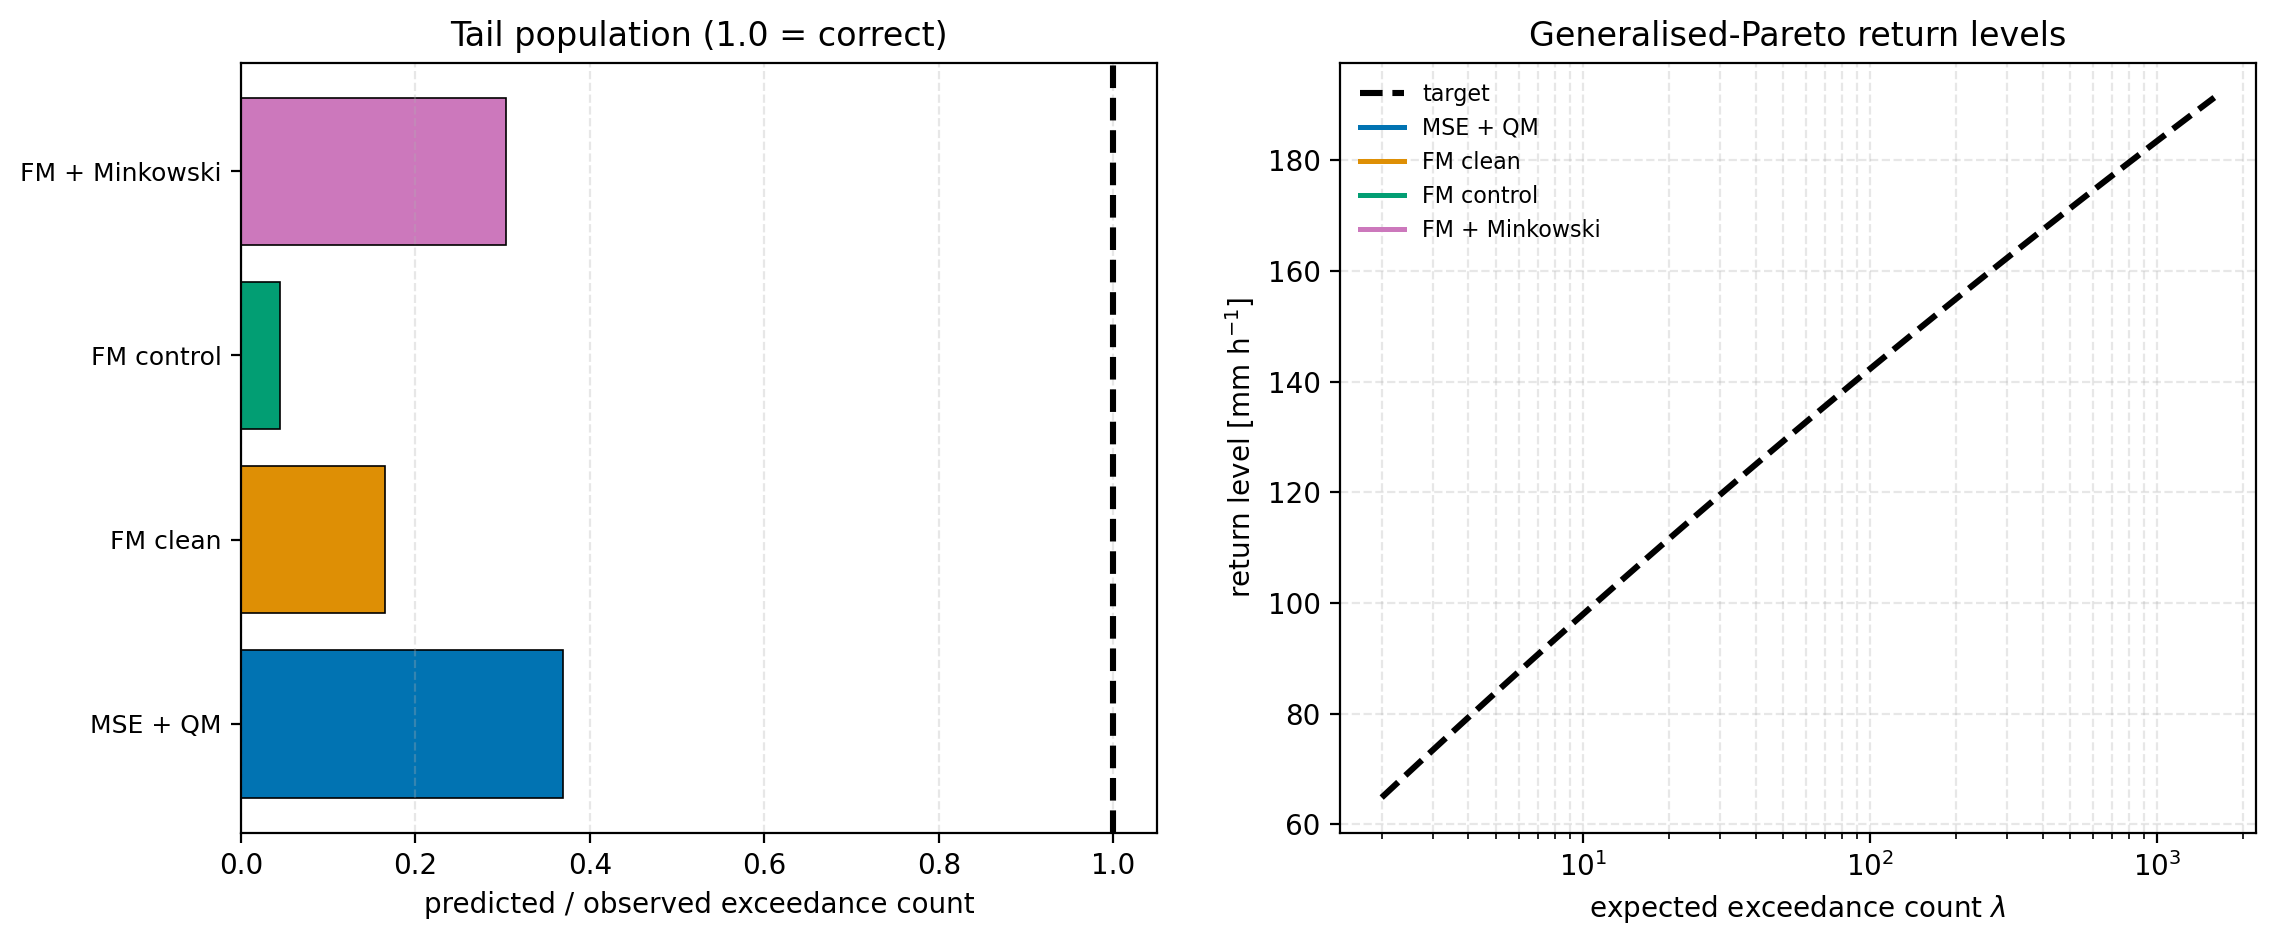 Tail population (1.0 = correct)
FM + Minkowski
FM control
FM clean
MSE + QM
0.0 0.2 0.4 0.6 0.8 1.0
predicted / observed exceedance count
Generalised-Pareto return levels
target
MSE + QM
FM clean
FM control
FM + Minkowski
return level [mm h⁻¹]
180
160
140
120
100
80
60
10¹ 10² 10³
expected exceedance count λ